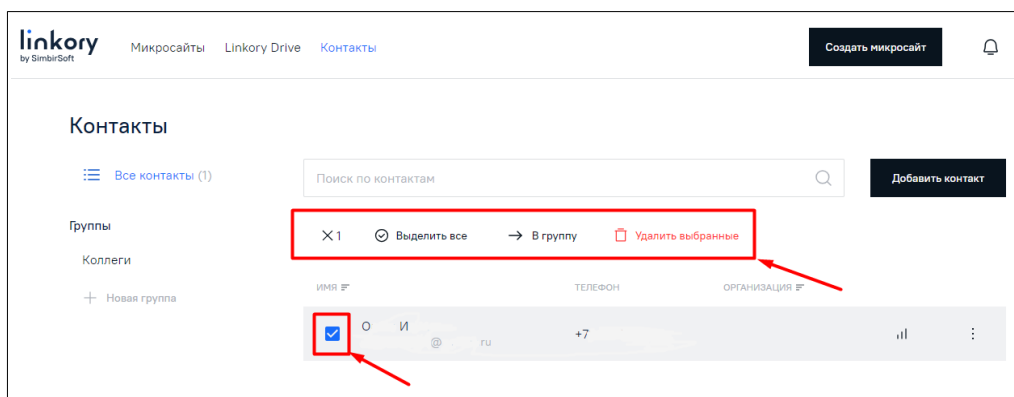 linkory
by SimbirSoft
Микросайты Linkory Drive Контакты
Создать микросайт
Контакты
Все контакты (1)
Поиск по контактам
Добавить контакт
Группы
1 Выделить все В группу Удалить выбранные
Коллеги
Новая группа
ИМЯ ТЕЛЕФОН ОРГАНИЗАЦИЯ
О И +7
@ ru